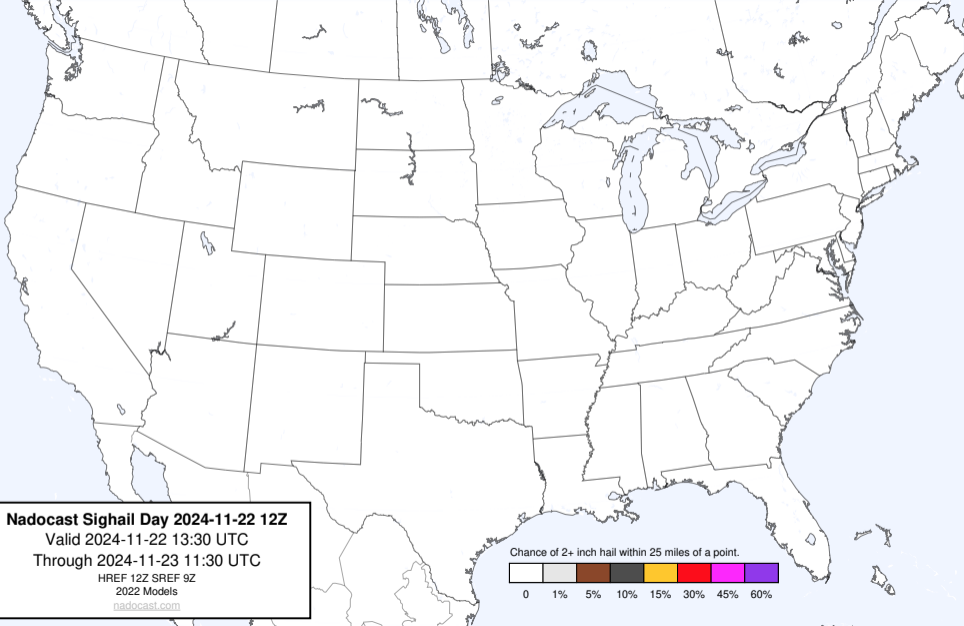 Nadocast Sighail Day 2024-11-22 12Z
Valid 2024-11-22 13:30 UTC
Through 2024-11-23 11:30 UTC
HREF 12Z SREF 9Z
2022 Models
nadocast.com
Chance of 2+ inch hail within 25 miles of a point.
0 1% 5% 10% 15% 30% 45% 60%